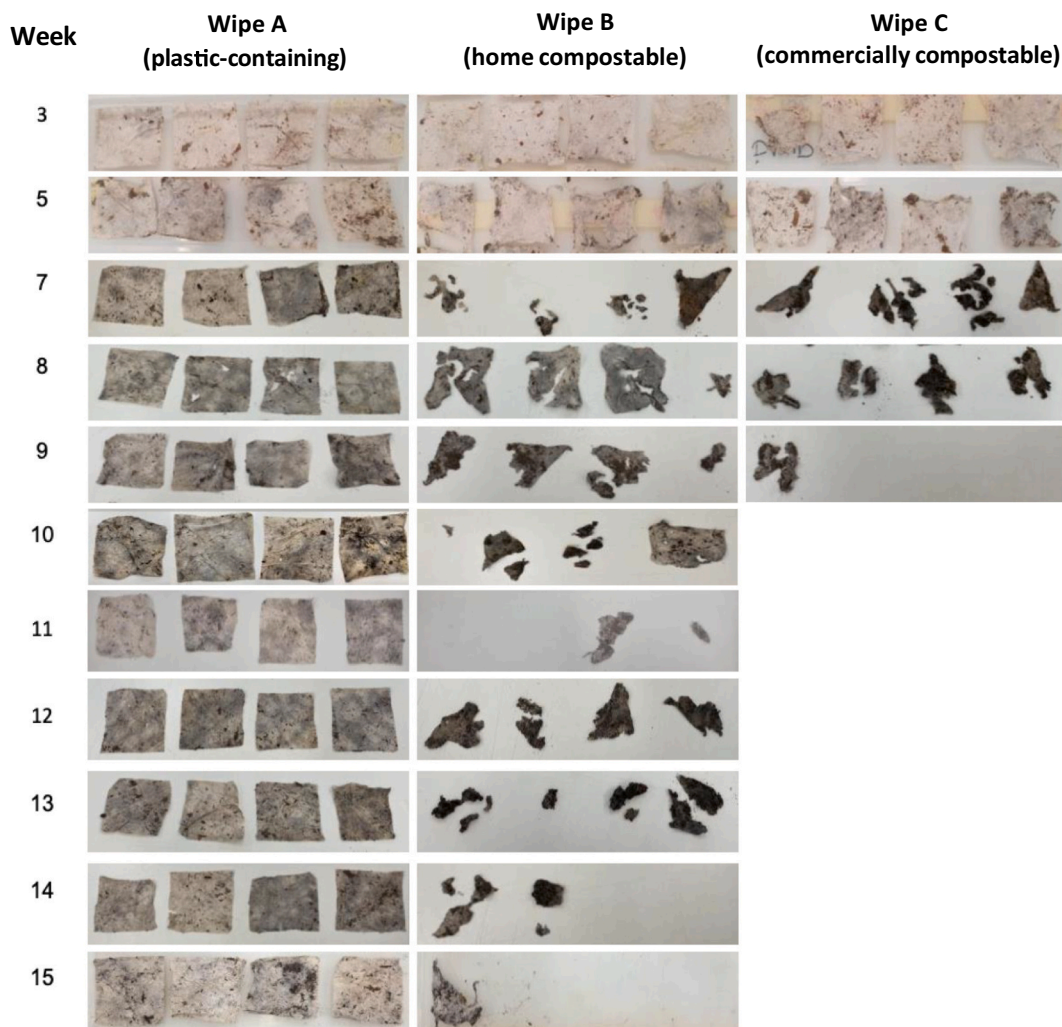 Week
Wipe A
(plastic-containing)
Wipe B
(home compostable)
Wipe C
(commercially compostable)
3
5
7
8
9
10
11
12
13
14
15